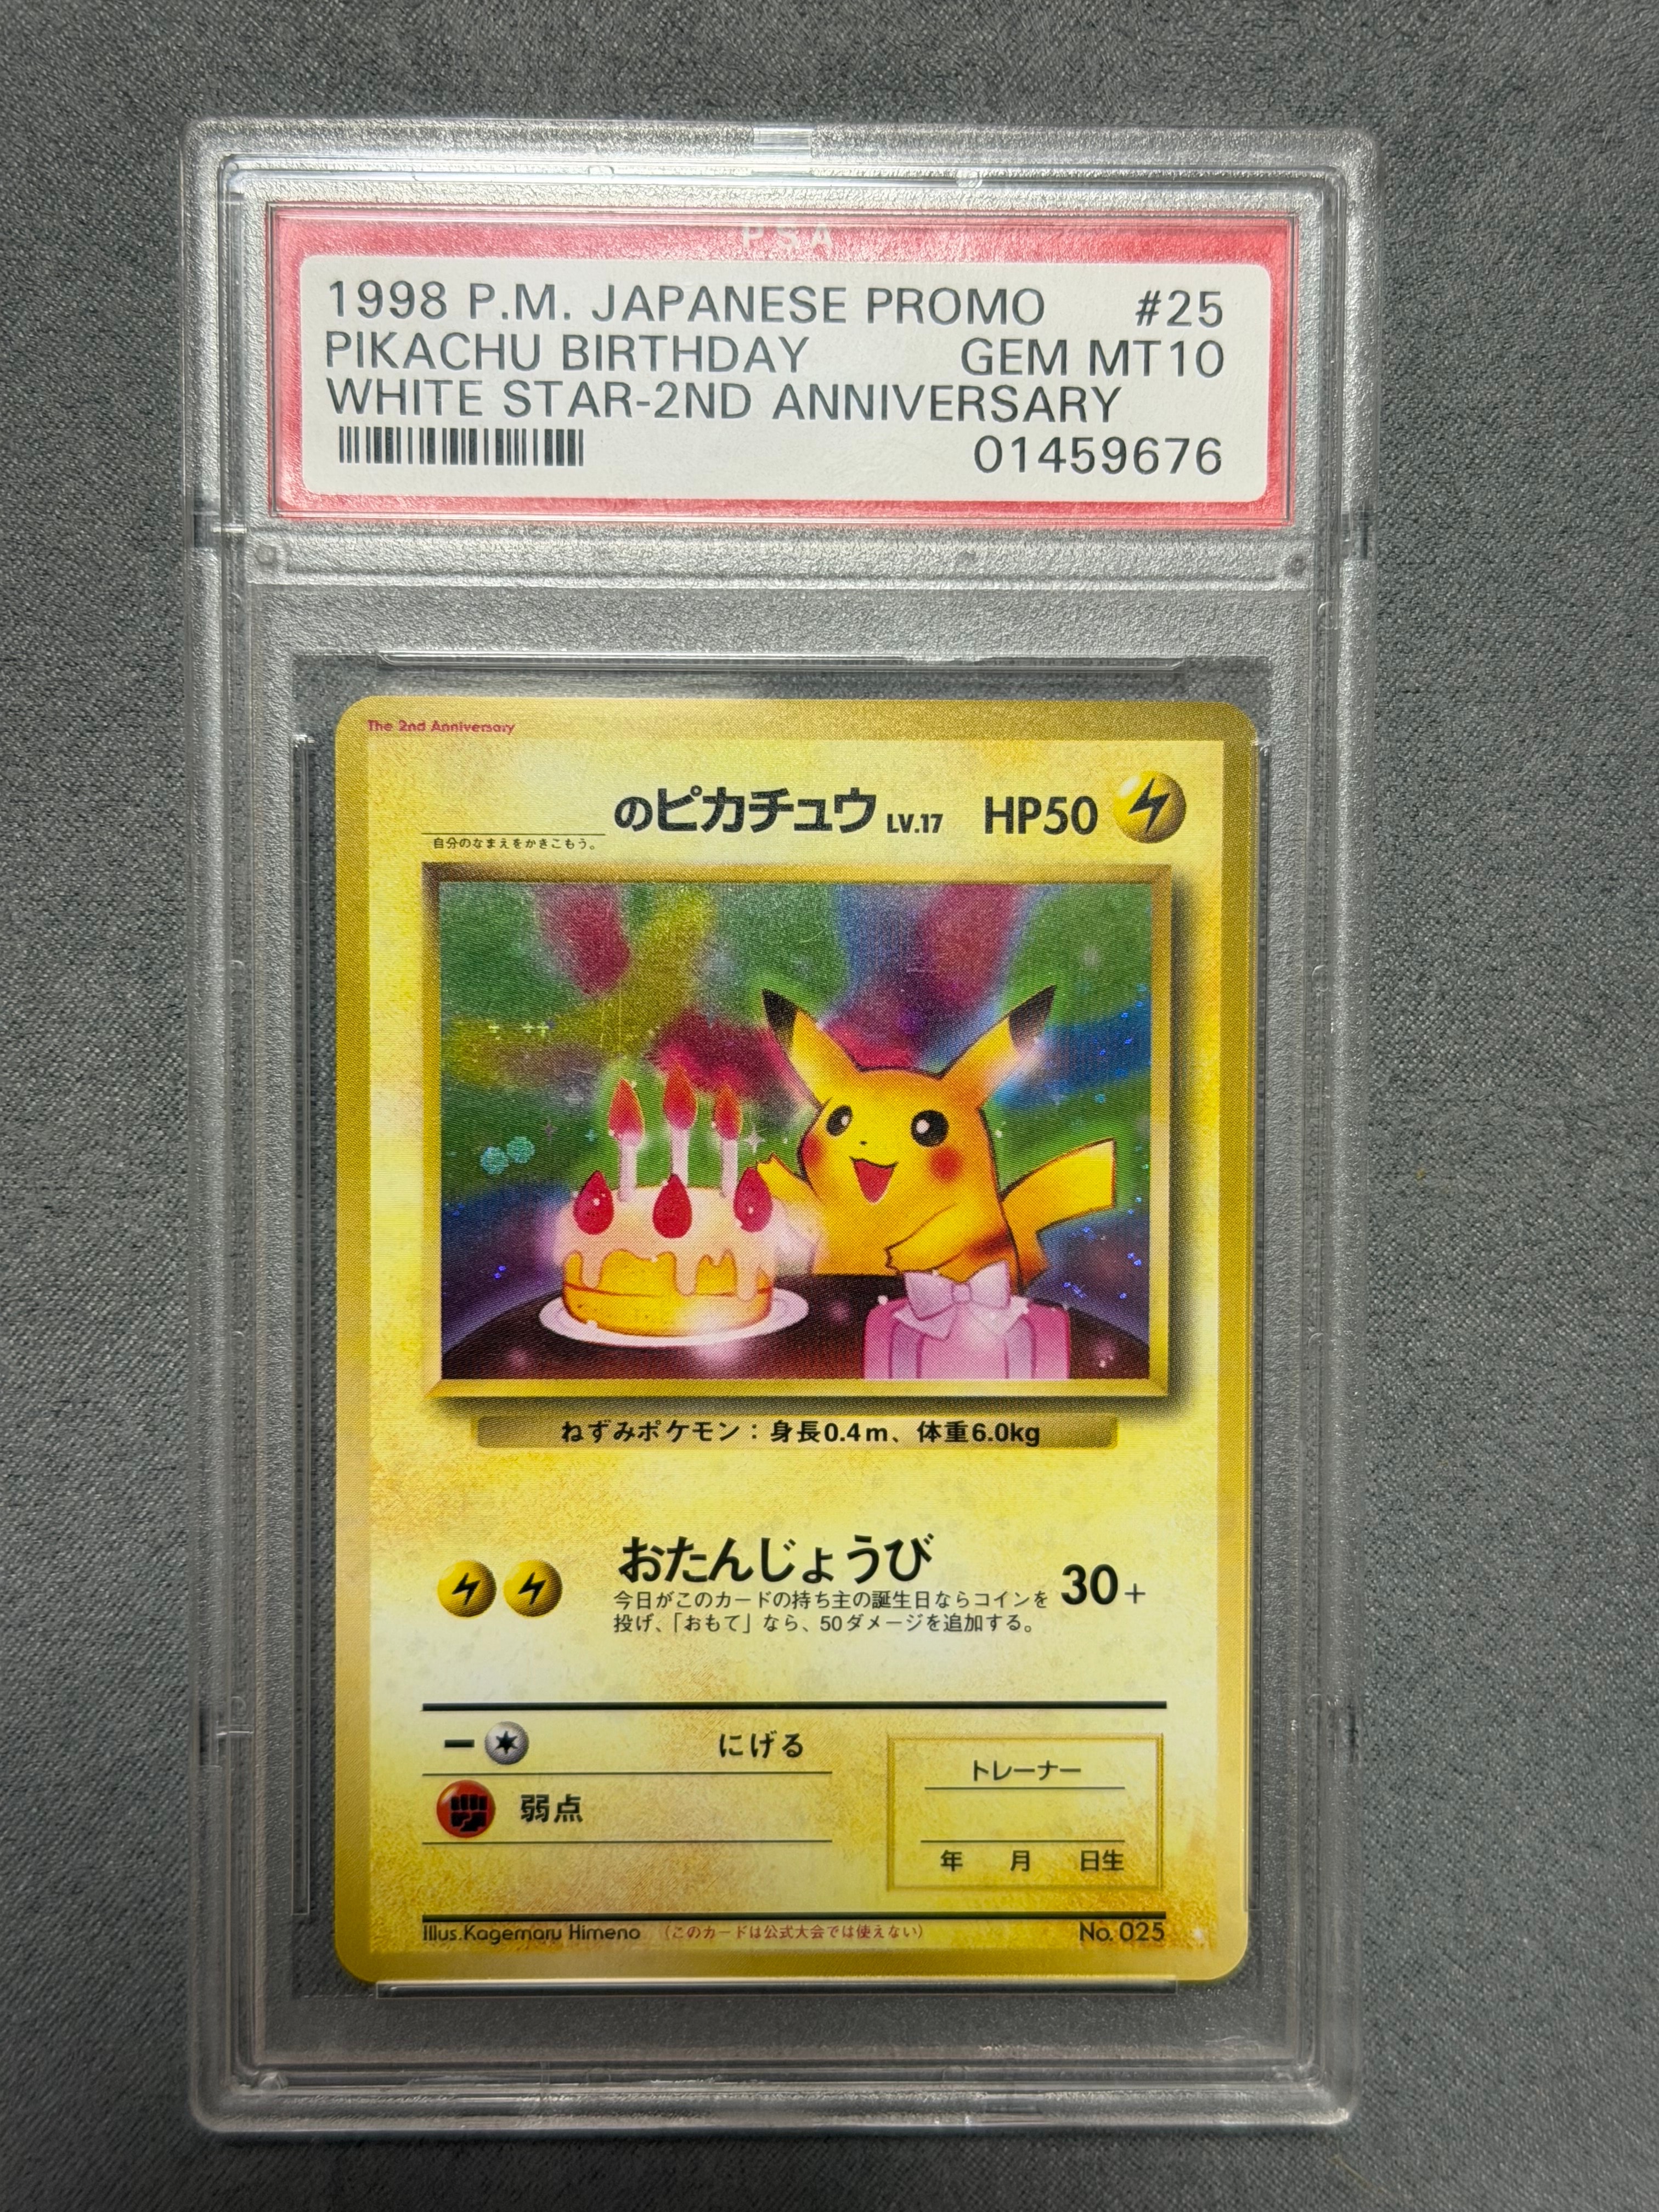 PSA
1998 P.M. JAPANESE PROMO #25
PIKACHU BIRTHDAY GEM MT 10
WHITE STAR-2ND ANNIVERSARY
01459676
The 2nd Anniversary
のピカチュウ LV.17 HP50
自分のなまえをかきこもう。
ねずみポケモン：身長0.4m、体重6.0kg
おたんじょうび 30+
今日がこのカードの持ち主の誕生日ならコインを
投げ、「おもて」なら、50ダメージを追加する。
にげる
弱点
トレーナー
年 月 日生
Illus.Kagemaru Himeno （このカードは公式大会では使えない） No. 025